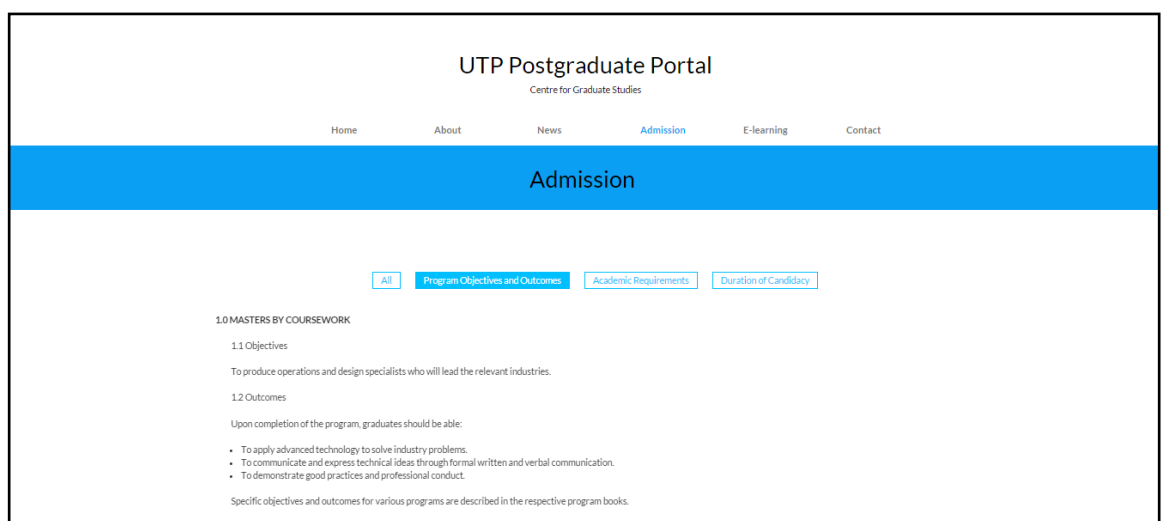 UTP Postgraduate Portal
Centre for Graduate Studies
Home About News Admission E-learning Contact
Admission
All Program Objectives and Outcomes Academic Requirements Duration of Candidacy
1.0 MASTERS BY COURSEWORK
1.1 Objectives
To produce operations and design specialists who will lead the relevant industries.
1.2 Outcomes
Upon completion of the program, graduates should be able:
• To apply advanced technology to solve industry problems.
• To communicate and express technical ideas through formal written and verbal communication.
• To demonstrate good practices and professional conduct.
Specific objectives and outcomes for various programs are described in the respective program books.